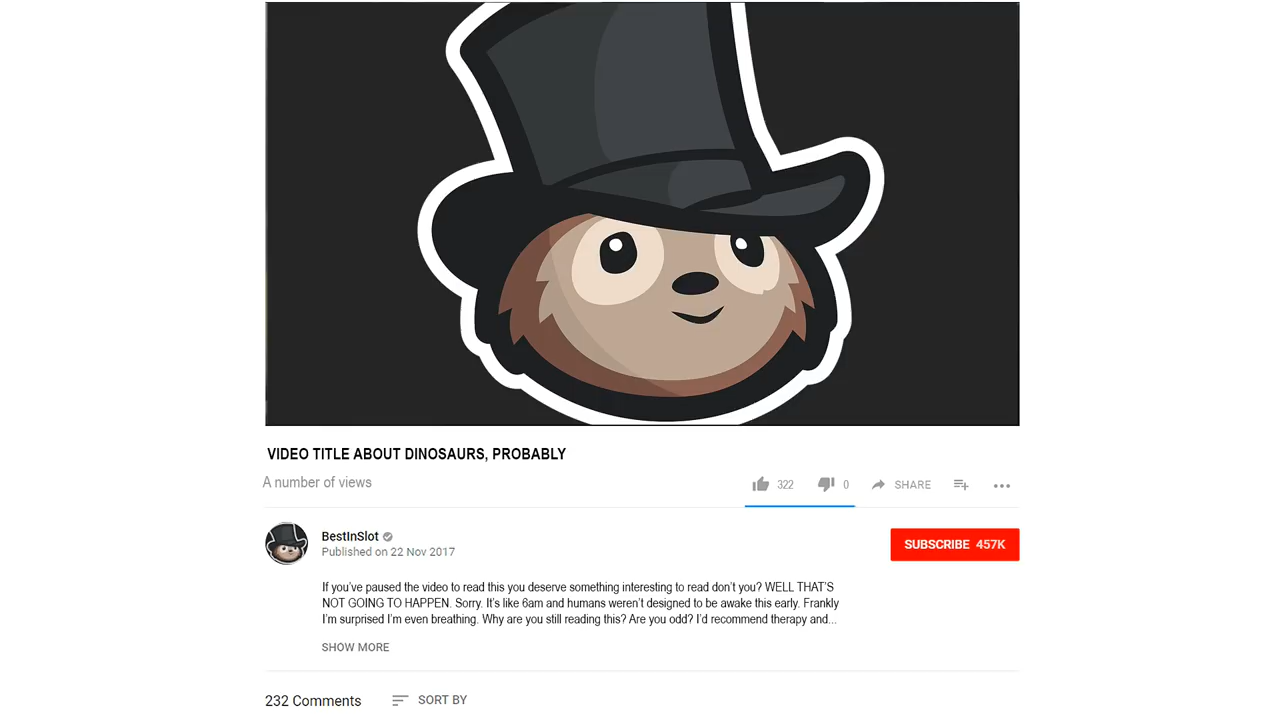 VIDEO TITLE ABOUT DINOSAURS, PROBABLY
A number of views
322 0 SHARE
BestInSlot
Published on 22 Nov 2017
SUBSCRIBE 457K
If you've paused the video to read this you deserve something interesting to read don't you? WELL THAT'S
NOT GOING TO HAPPEN. Sorry. It's like 6am and humans weren't designed to be awake this early. Frankly
I'm surprised I'm even breathing. Why are you still reading this? Are you odd? I'd recommend therapy and...
SHOW MORE
232 Comments SORT BY